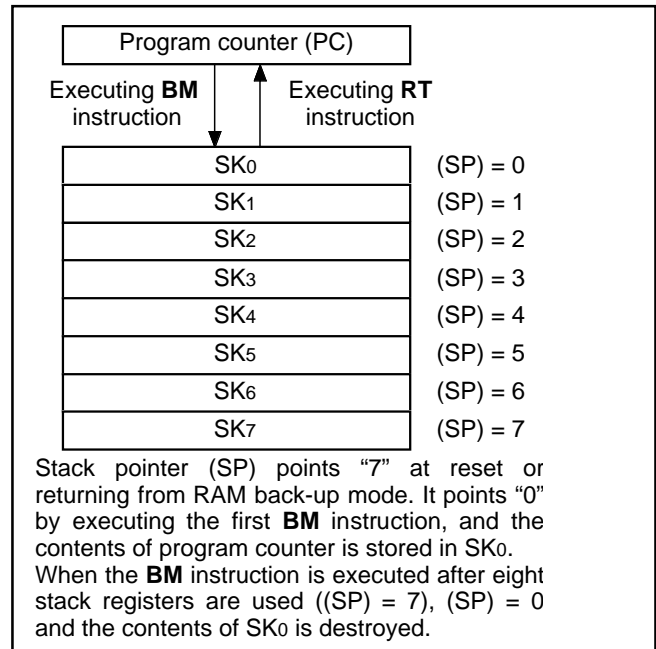 Program counter (PC)
Executing BM instruction
Executing RT instruction
SK0 (SP) = 0
SK1 (SP) = 1
SK2 (SP) = 2
SK3 (SP) = 3
SK4 (SP) = 4
SK5 (SP) = 5
SK6 (SP) = 6
SK7 (SP) = 7
Stack pointer (SP) points “7” at reset or
returning from RAM back-up mode. It points “0”
by executing the first BM instruction, and the
contents of program counter is stored in SK0.
When the BM instruction is executed after eight
stack registers are used ((SP) = 7), (SP) = 0
and the contents of SK0 is destroyed.